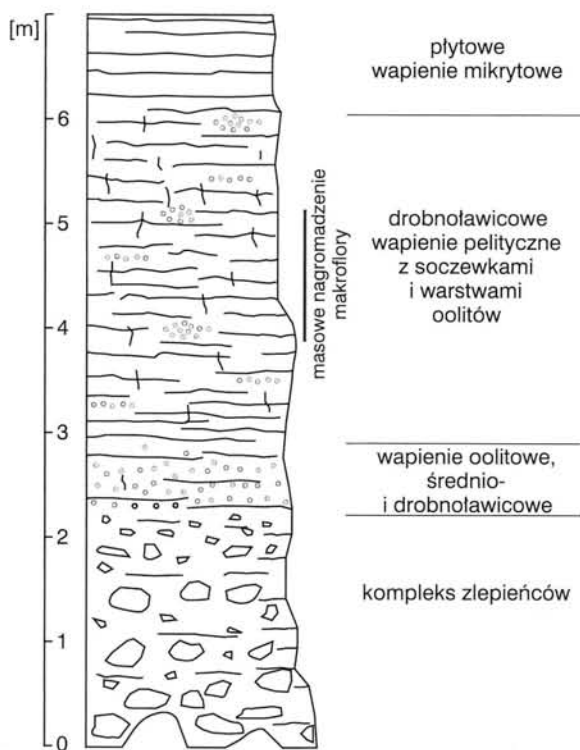 [m]
6
5
4
3
2
1
0
masowe nagromadzenie
makroflory
płytowe
wapienie mikrytowe
drobnoławicowe
wapienie pelityczne
z soczewkami
i warstwami
oolitów
wapienie oolitowe,
średnio-
i drobnoławicowe
kompleks zlepieńców